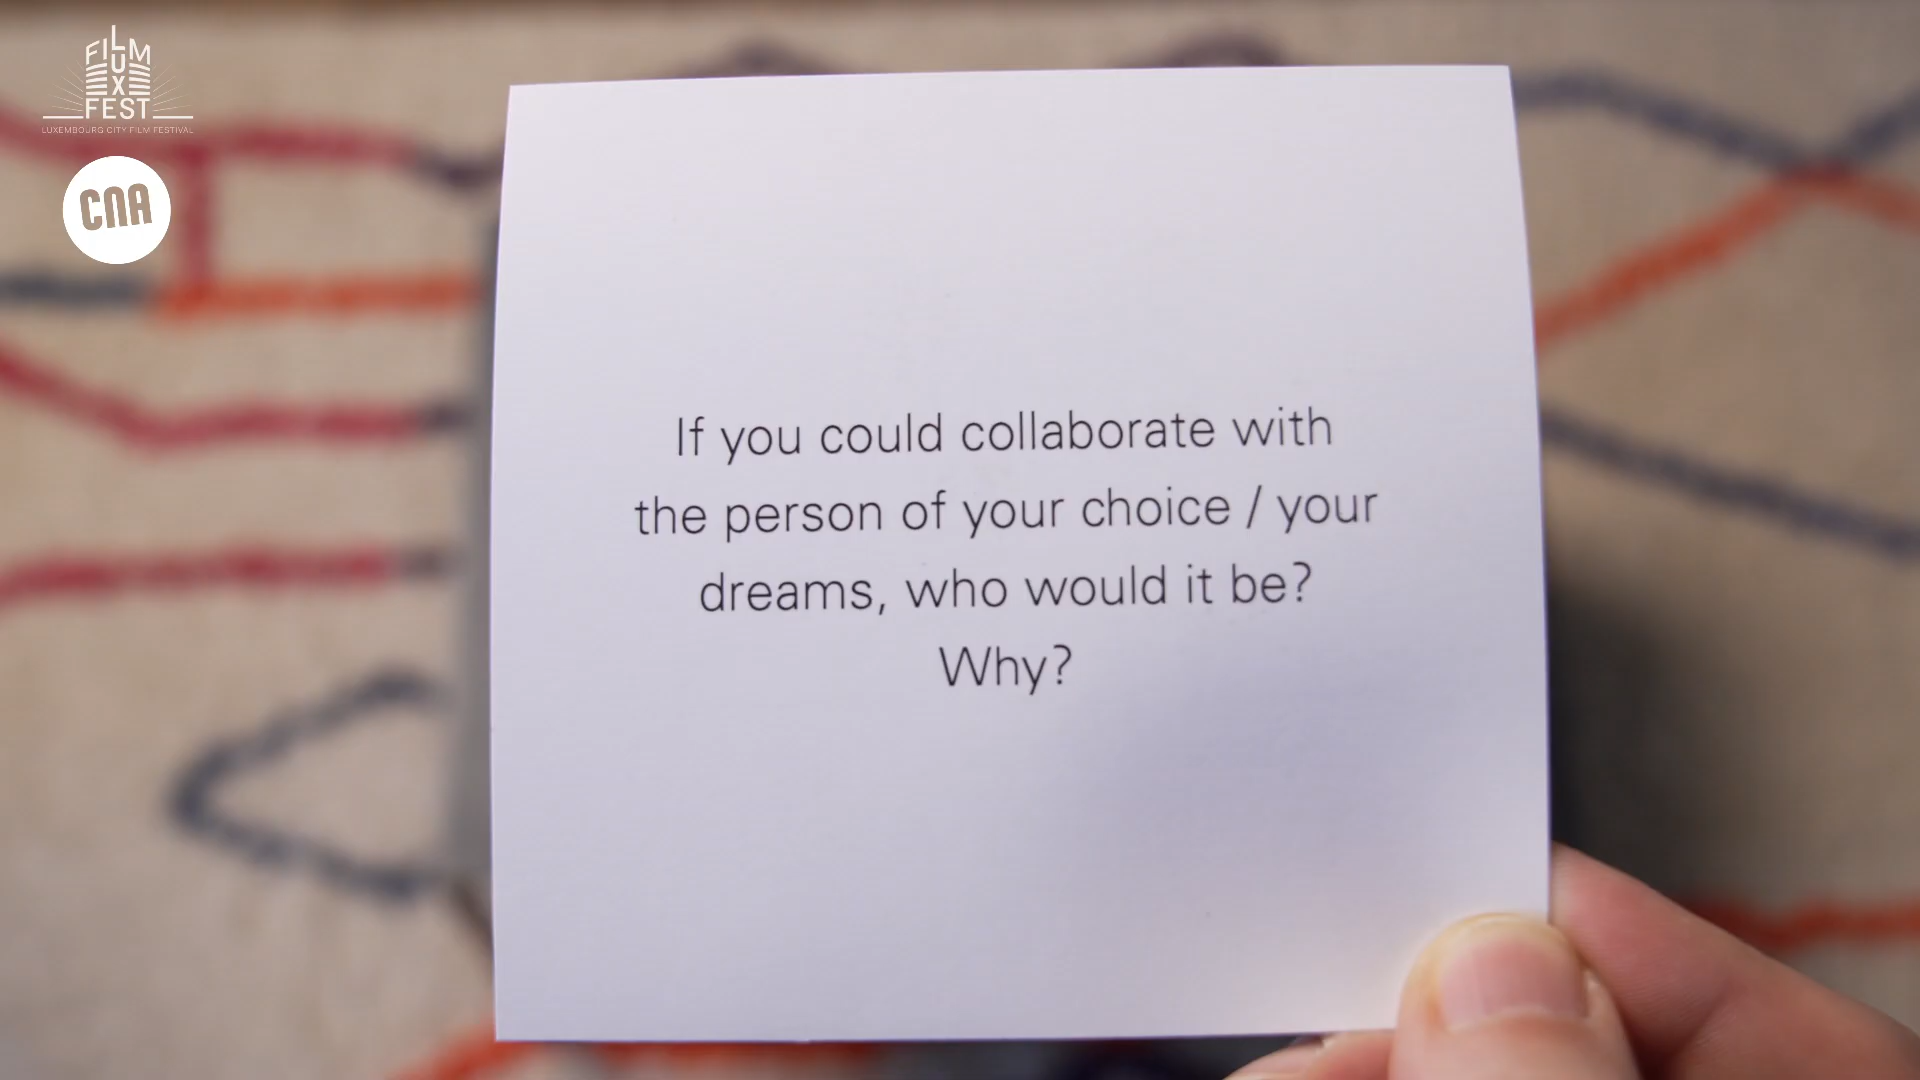 FILM
LUX
FEST
LUXEMBOURG CITY FILM FESTIVAL
CNA
If you could collaborate with
the person of your choice / your
dreams, who would it be?
Why?